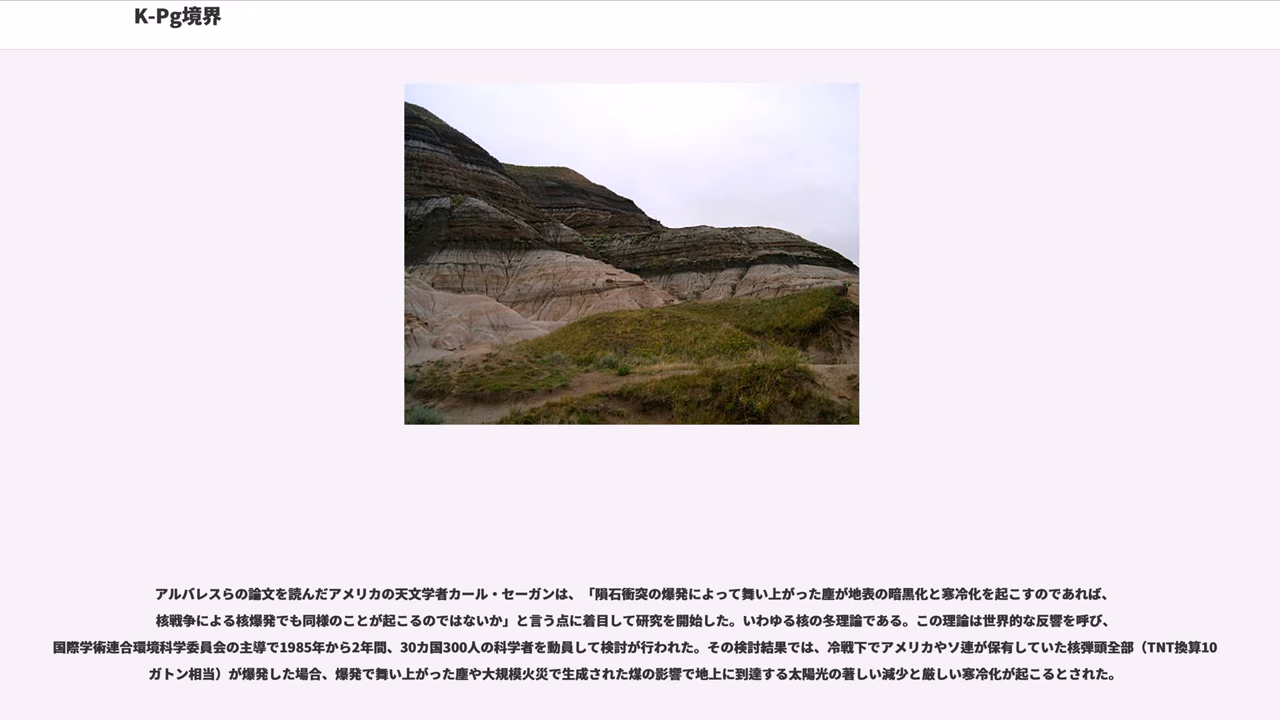 K-Pg境界
アルバレスらの論文を読んだアメリカの天文学者カール・セーガンは、「隕石衝突の爆発によって舞い上がった塵が地表の暗黒化と寒冷化を起こすのであれば、
核戦争による核爆発でも同様のことが起こるのではないか」と言う点に着目して研究を開始した。いわゆる核の冬理論である。この理論は世界的な反響を呼び、
国際学術連合環境科学委員会の主導で1985年から2年間、30カ国300人の科学者を動員して検討が行われた。その検討結果では、冷戦下でアメリカやソ連が保有していた核弾頭全部（TNT換算10
ガトン相当）が爆発した場合、爆発で舞い上がった塵や大規模火災で生成された煤の影響で地上に到達する太陽光の著しい減少と厳しい寒冷化が起こるとされた。